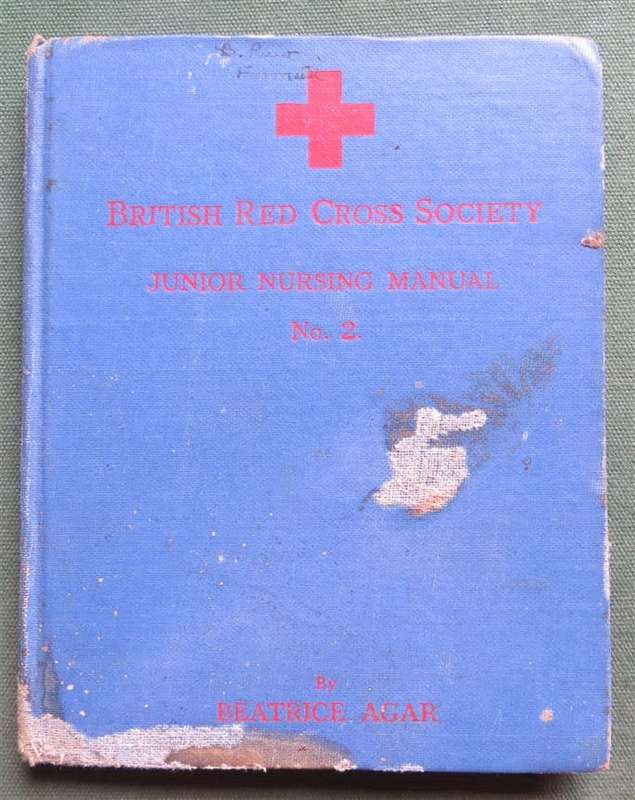 BRITISH RED CROSS SOCIETY
JUNIOR NURSING MANUAL
No. 2.
By
BEATRICE AGAR